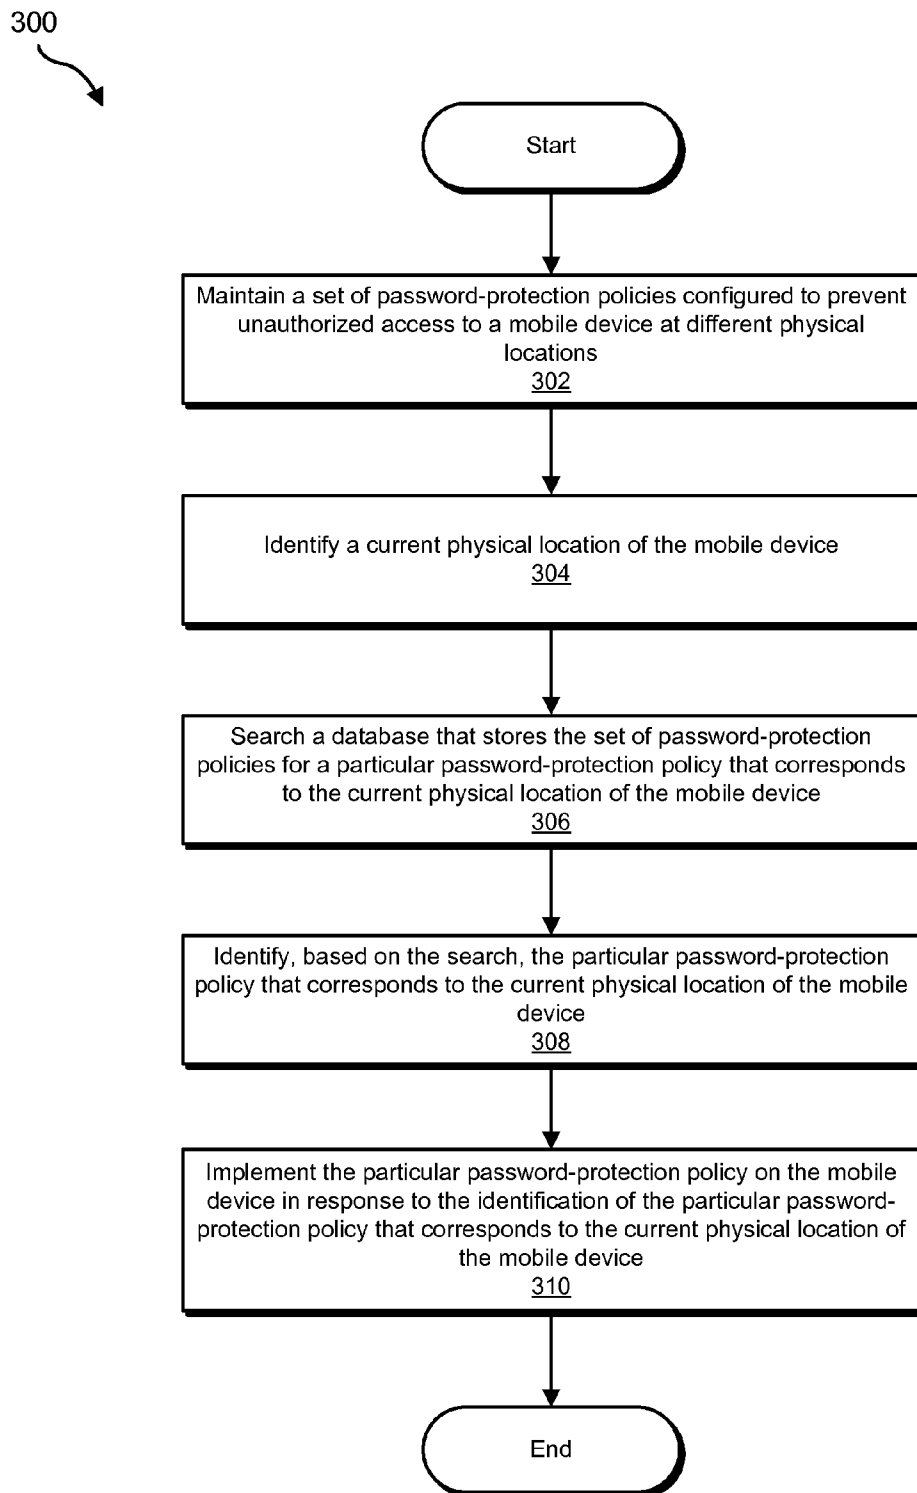 300
Start
Maintain a set of password-protection policies configured to prevent
unauthorized access to a mobile device at different physical
locations
302
Identify a current physical location of the mobile device
304
Search a database that stores the set of password-protection
policies for a particular password-protection policy that corresponds
to the current physical location of the mobile device
306
Identify, based on the search, the particular password-protection
policy that corresponds to the current physical location of the mobile
device
308
Implement the particular password-protection policy on the mobile
device in response to the identification of the particular password-
protection policy that corresponds to the current physical location of
the mobile device
310
End